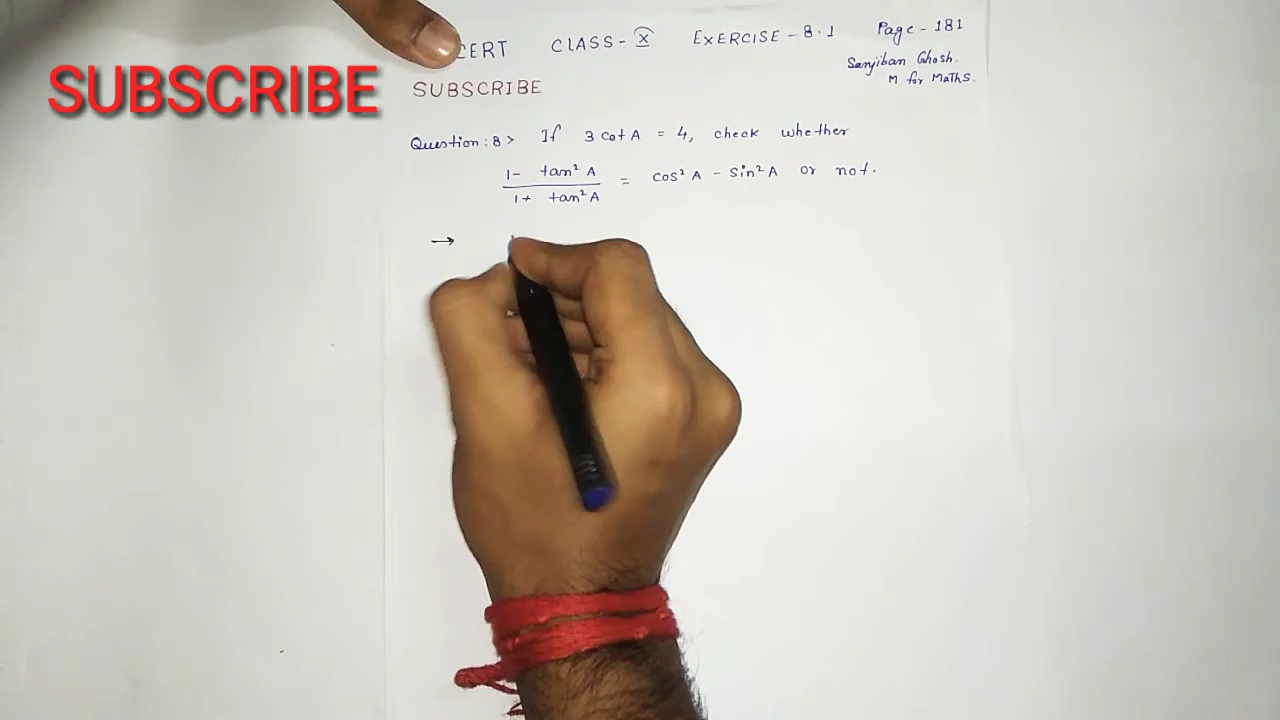 CERT CLASS-X EXERCISE-8.1 Page-181
Sanjiban Ghosh.
M for Maths.
SUBSCRIBE
SUBSCRIBE
Question:8> If 3 cot A = 4, check whether
1- tan² A / 1+ tan² A = cos² A - sin² A or not.
→